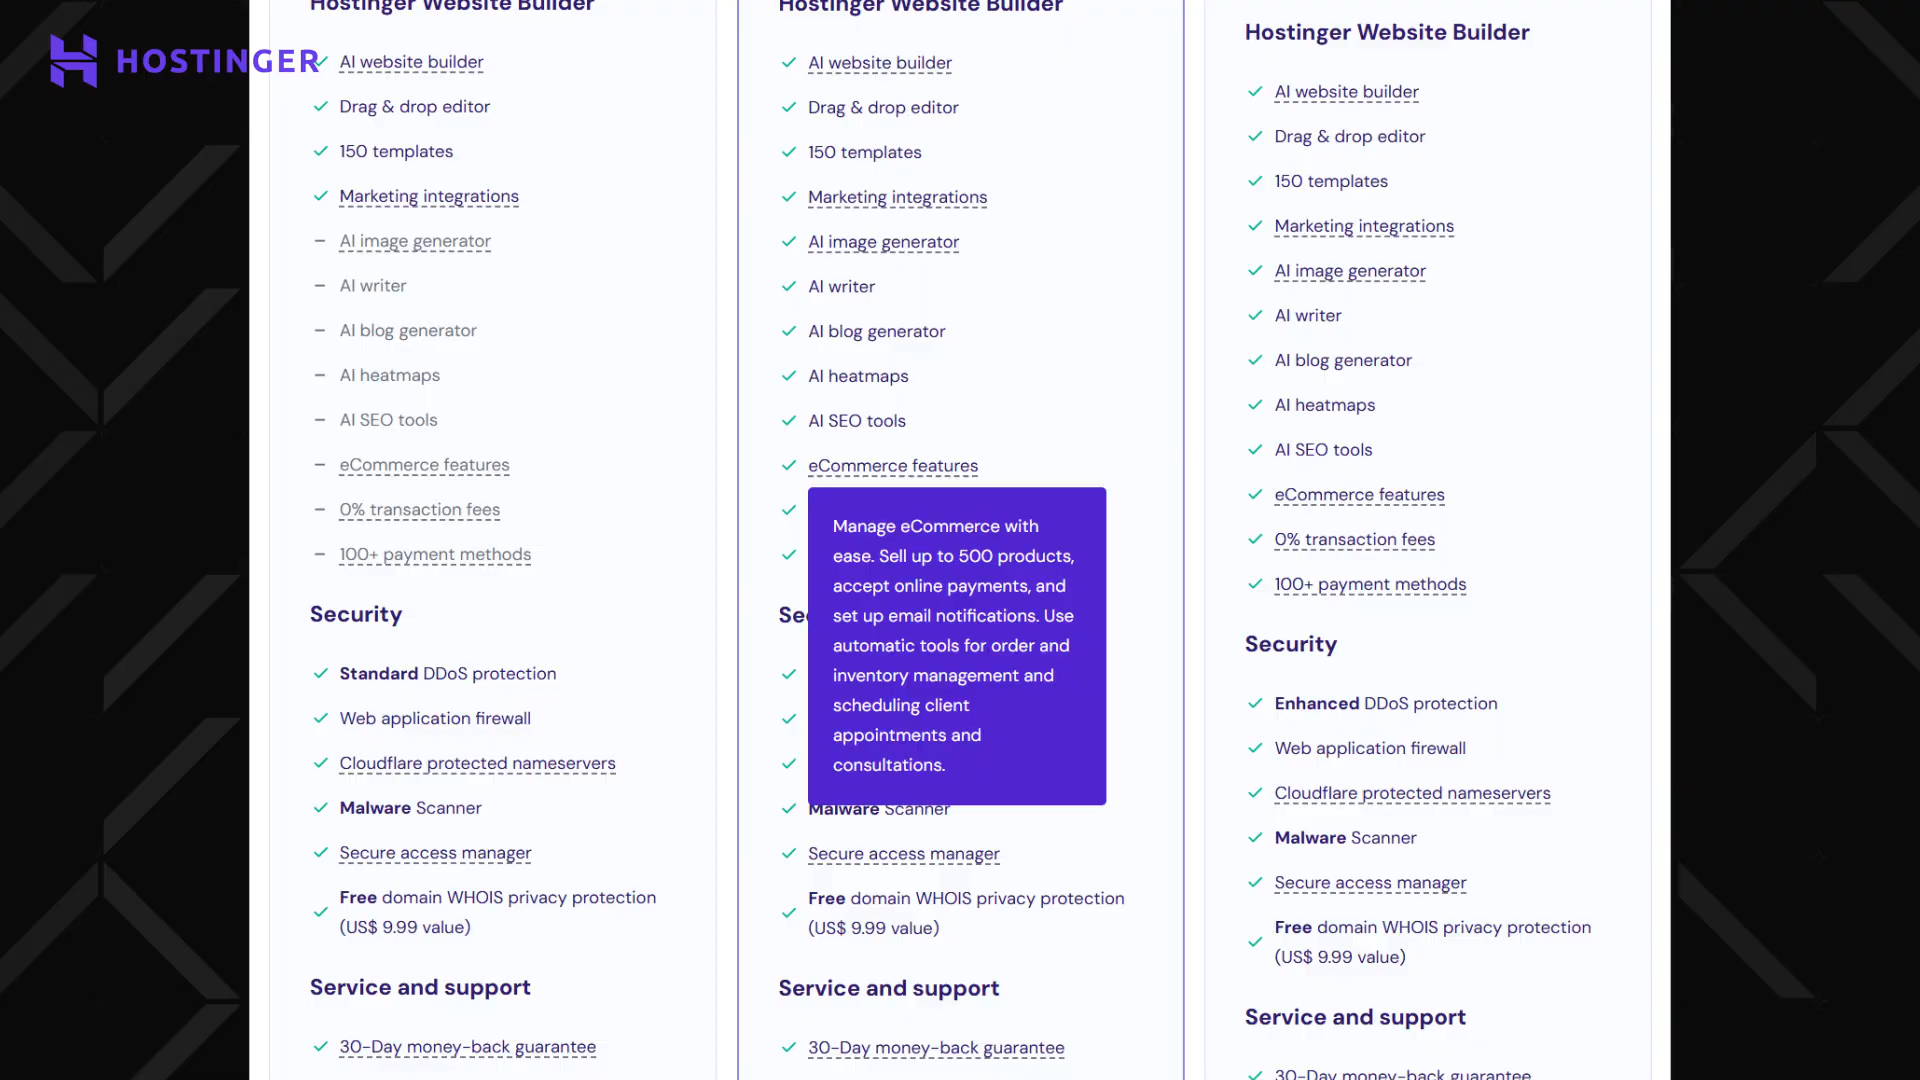 HOSTINGER
Hostinger Website Builder
AI website builder
Drag & drop editor
150 templates
Marketing integrations
AI image generator
AI writer
AI blog generator
AI heatmaps
AI SEO tools
eCommerce features
0% transaction fees
100+ payment methods
Security
Standard DDoS protection
Web application firewall
Cloudflare protected nameservers
Malware Scanner
Secure access manager
Free domain WHOIS privacy protection
(US$ 9.99 value)
Service and support
30-Day money-back guarantee
Hostinger Website Builder
AI website builder
Drag & drop editor
150 templates
Marketing integrations
AI image generator
AI writer
AI blog generator
AI heatmaps
AI SEO tools
eCommerce features
Manage eCommerce with
ease. Sell up to 500 products,
accept online payments, and
set up email notifications. Use
automatic tools for order and
inventory management and
scheduling client
appointments and
consultations.
Malware Scanner
Secure access manager
Free domain WHOIS privacy protection
(US$ 9.99 value)
Service and support
30-Day money-back guarantee
Hostinger Website Builder
AI website builder
Drag & drop editor
150 templates
Marketing integrations
AI image generator
AI writer
AI blog generator
AI heatmaps
AI SEO tools
eCommerce features
0% transaction fees
100+ payment methods
Security
Enhanced DDoS protection
Web application firewall
Cloudflare protected nameservers
Malware Scanner
Secure access manager
Free domain WHOIS privacy protection
(US$ 9.99 value)
Service and support
30-Day money-back guarantee